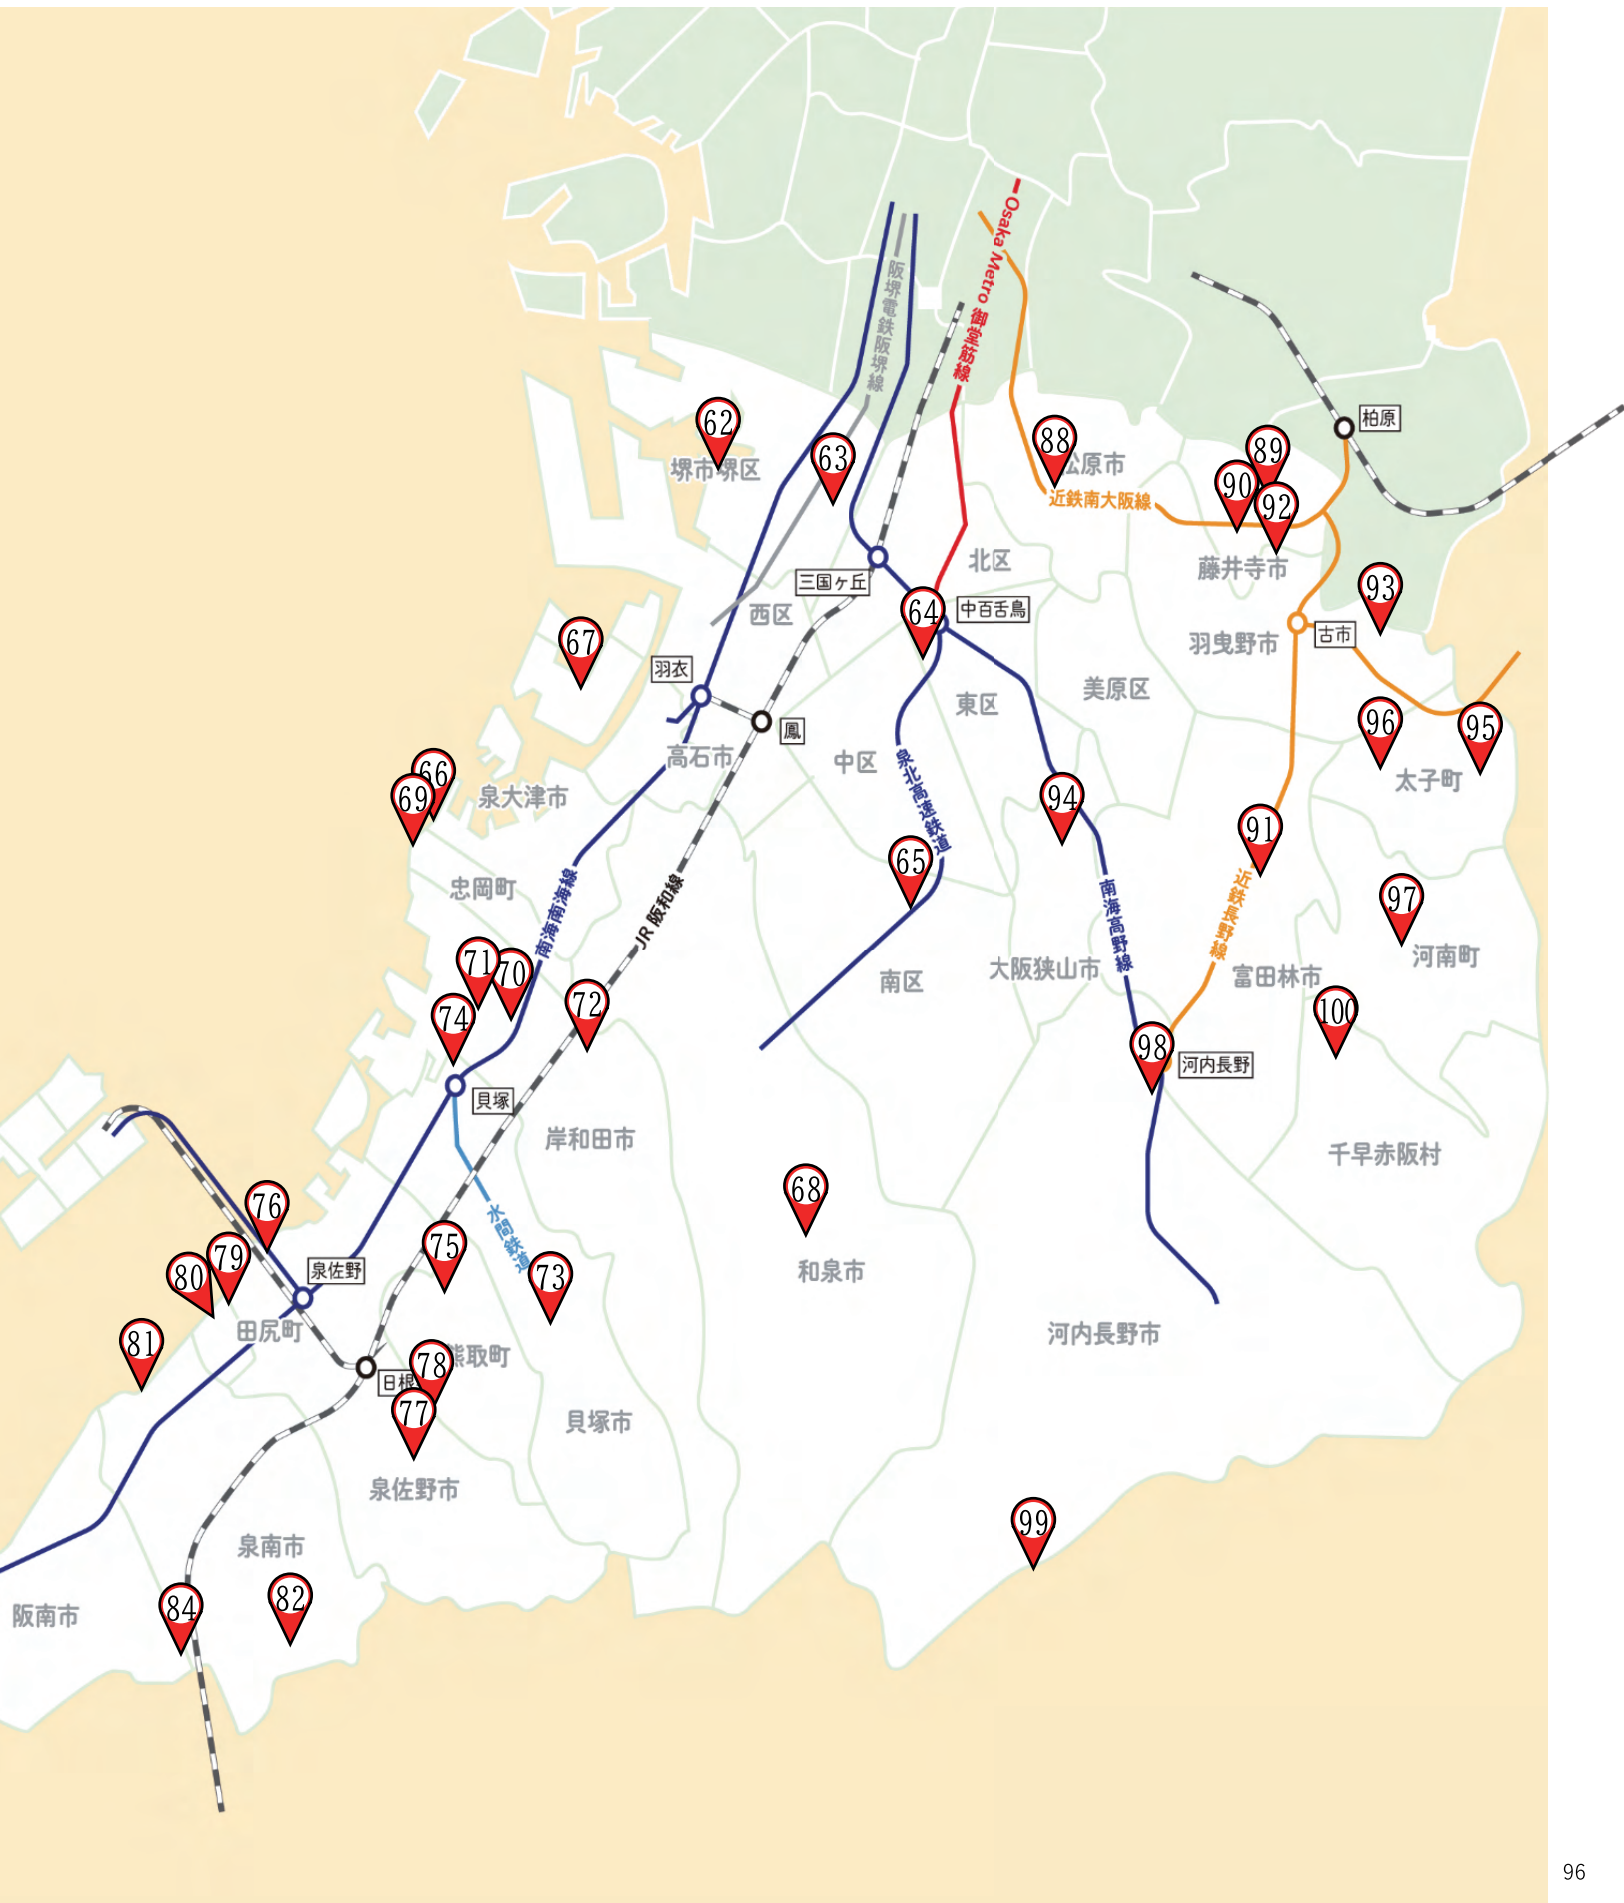 阪堺電鉄阪堺線
Osaka Metro 御堂筋線
62
堺市堺区
63
88
松原市
近鉄南大阪線
柏原
89
90
92
三国ヶ丘
北区
藤井寺市
93
西区
64
中百舌鳥
古市
羽曳野市
67
羽衣
美原区
東区
鳳
96
95
高石市
中区
泉北高速鉄道
太子町
66
69
泉大津市
94
91
65
忠岡町
南海南海線
JR 阪和線
南海高野線
近鉄長野線
97
河南町
71
70
72
南区
大阪狭山市
富田林市
74
100
98
河内長野
貝塚
岸和田市
千早赤阪村
水間鉄道
76
68
和泉市
75
73
79
80
泉佐野
81
田尻町
河内長野市
78
熊取町
日根
77
貝塚市
泉佐野市
99
泉南市
82
84
阪南市
96